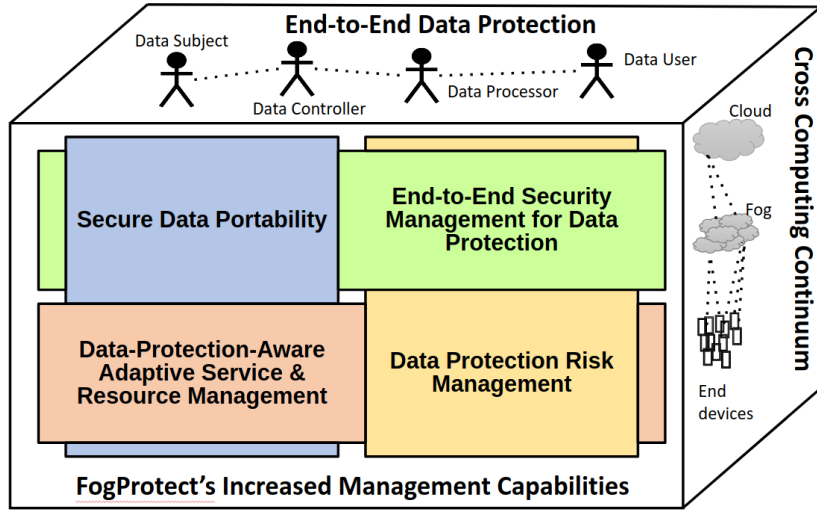 End-to-End Data Protection
Data Subject
Data Controller
Data Processor
Data User
Cross Computing Continuum
Cloud
Fog
End
devices
Secure Data Portability
End-to-End Security
Management for Data
Protection
Data-Protection-Aware
Adaptive Service &
Resource Management
Data Protection Risk
Management
FogProtect's Increased Management Capabilities